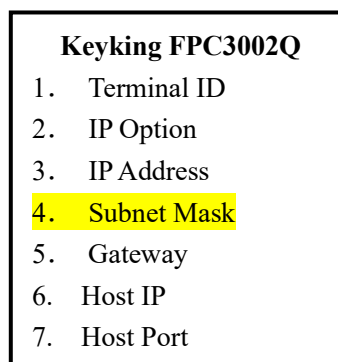 Keyking FPC3002Q
1. Terminal ID
2. IP Option
3. IP Address
4. Subnet Mask
5. Gateway
6. Host IP
7. Host Port